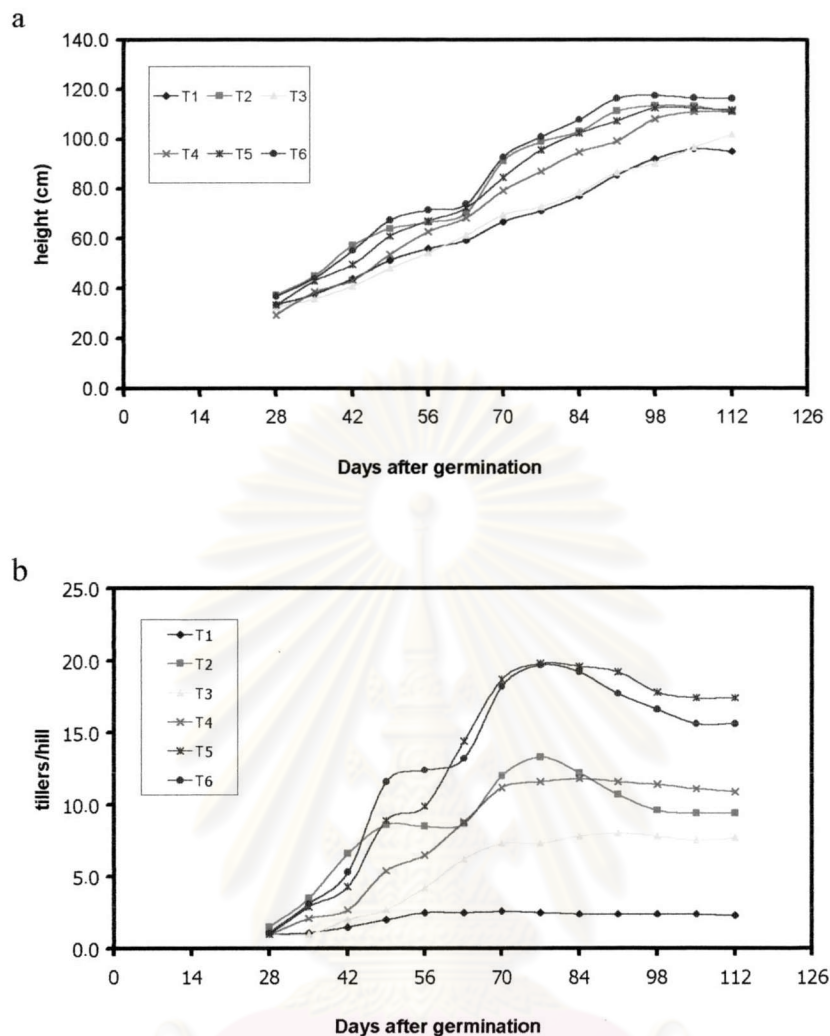 a
140.0
120.0
100.0
80.0
60.0
40.0
20.0
0.0
height (cm)
T1 T2 T3
T4 T5 T6
0 14 28 42 56 70 84 98 112 126
Days after germination
b
25.0
20.0
15.0
10.0
5.0
0.0
tillers/hill
T1
T2
T3
T4
T5
T6
0 14 28 42 56 70 84 98 112 126
Days after germination